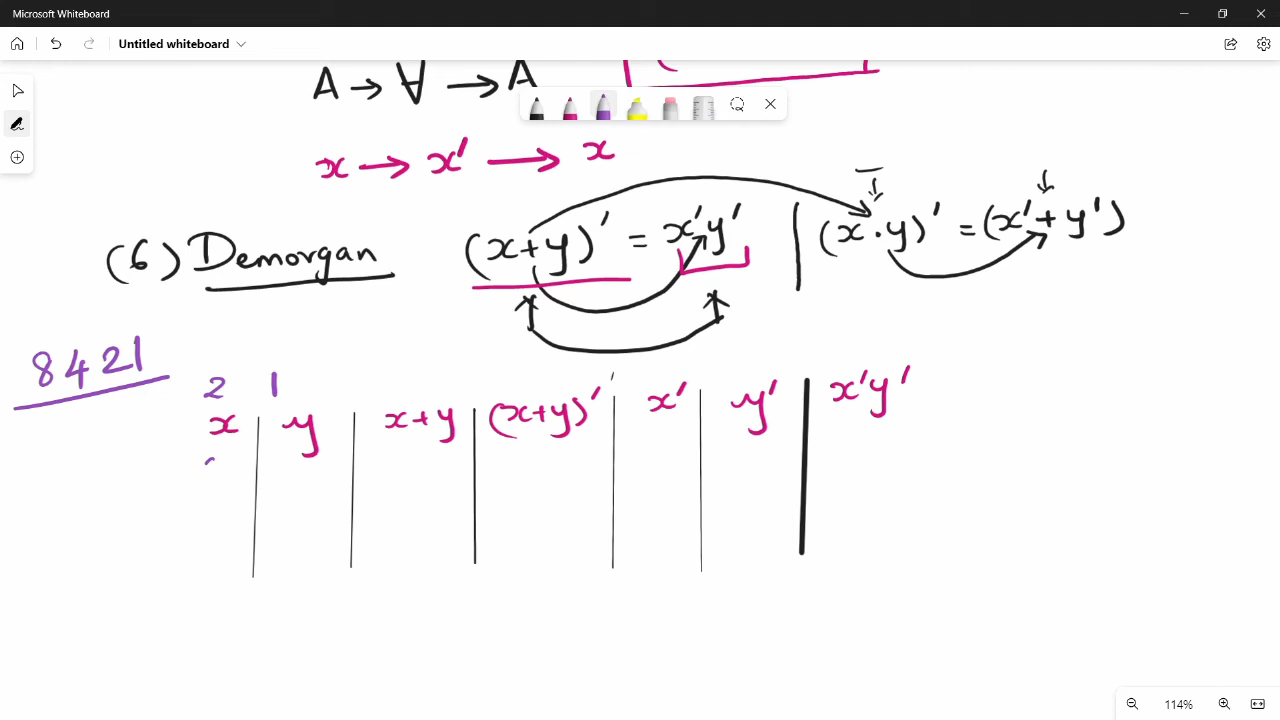 Microsoft Whiteboard
Untitled whiteboard
A → ∀ → A
x → x' → x
(6) Demorgan (x+y)' = x'y' | (x·y)' = (x'+y')
8421
2 1
x y x+y (x+y)' x' y' x'y'
114%